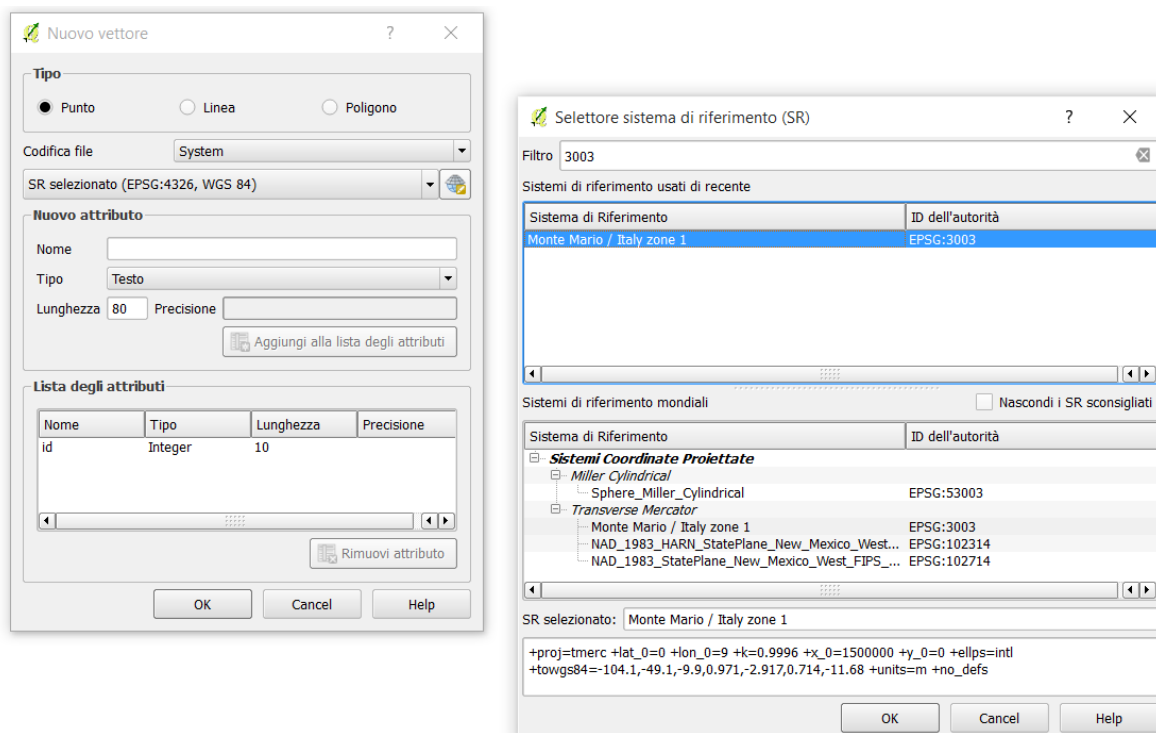 Nuovo vettore
Tipo
Punto Linea Poligono
Codifica file System
SR selezionato (EPSG:4326, WGS 84)
Nuovo attributo
Nome
Tipo Testo
Lunghezza 80 Precisione
Aggiungi alla lista degli attributi
Lista degli attributi
Nome Tipo Lunghezza Precisione
id Integer 10
Rimuovi attributo
OK Cancel Help
Selettore sistema di riferimento (SR)
Filtro 3003
Sistemi di riferimento usati di recente
Sistema di Riferimento ID dell'autorità
Monte Mario / Italy zone 1 EPSG:3003
Sistemi di riferimento mondiali Nascondi i SR sconsigliati
Sistema di Riferimento ID dell'autorità
Sistemi Coordinate Proiettate
Miller Cylindrical
Sphere_Miller_Cylindrical EPSG:53003
Transverse Mercator
Monte Mario / Italy zone 1 EPSG:3003
NAD_1983_HARN_StatePlane_New_Mexico_West... EPSG:102314
NAD_1983_StatePlane_New_Mexico_West_FIPS_... EPSG:102714
SR selezionato: Monte Mario / Italy zone 1
+proj=tmerc +lat_0=0 +lon_0=9 +k=0.9996 +x_0=1500000 +y_0=0 +ellps=intl
+towgs84=-104.1,-49.1,-9.9,0.971,-2.917,0.714,-11.68 +units=m +no_defs
OK Cancel Help